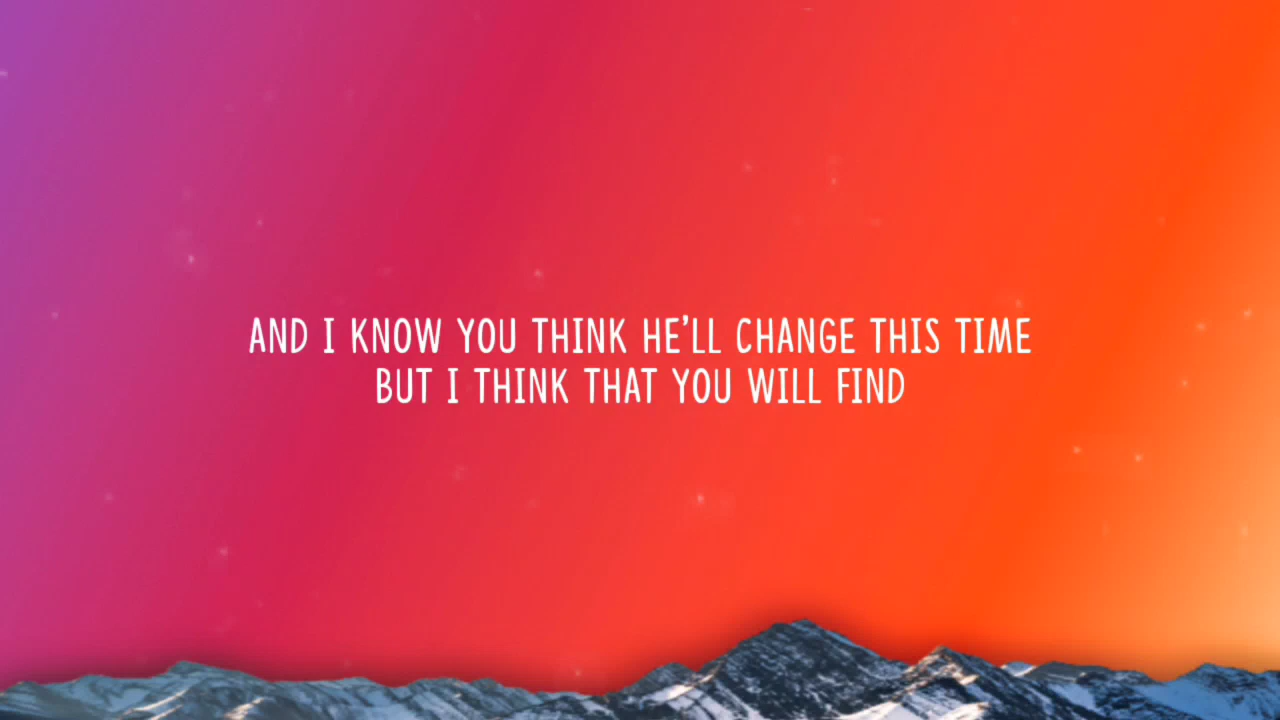 AND I KNOW YOU THINK HE'LL CHANGE THIS TIME
BUT I THINK THAT YOU WILL FIND